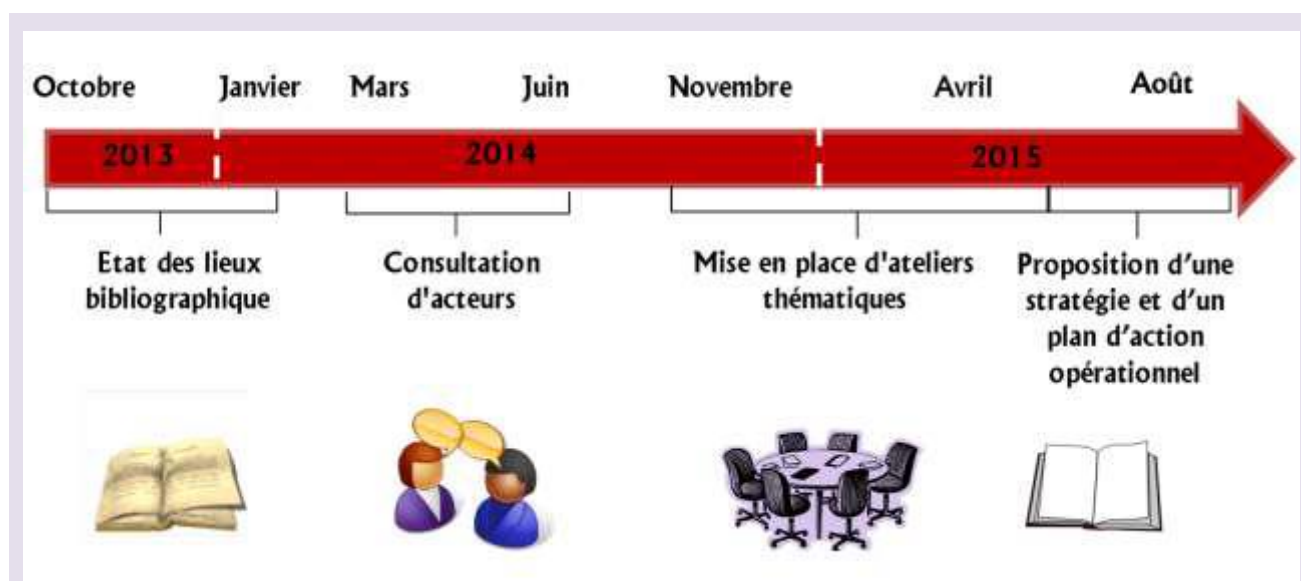 Octobre Janvier Mars Juin Novembre Avril Août
2013 2014 2015
Etat des lieux
bibliographique
Consultation
d'acteurs
Mise en place d'ateliers
thématiques
Proposition d’une
stratégie et d’un
plan d’action
opérationnel